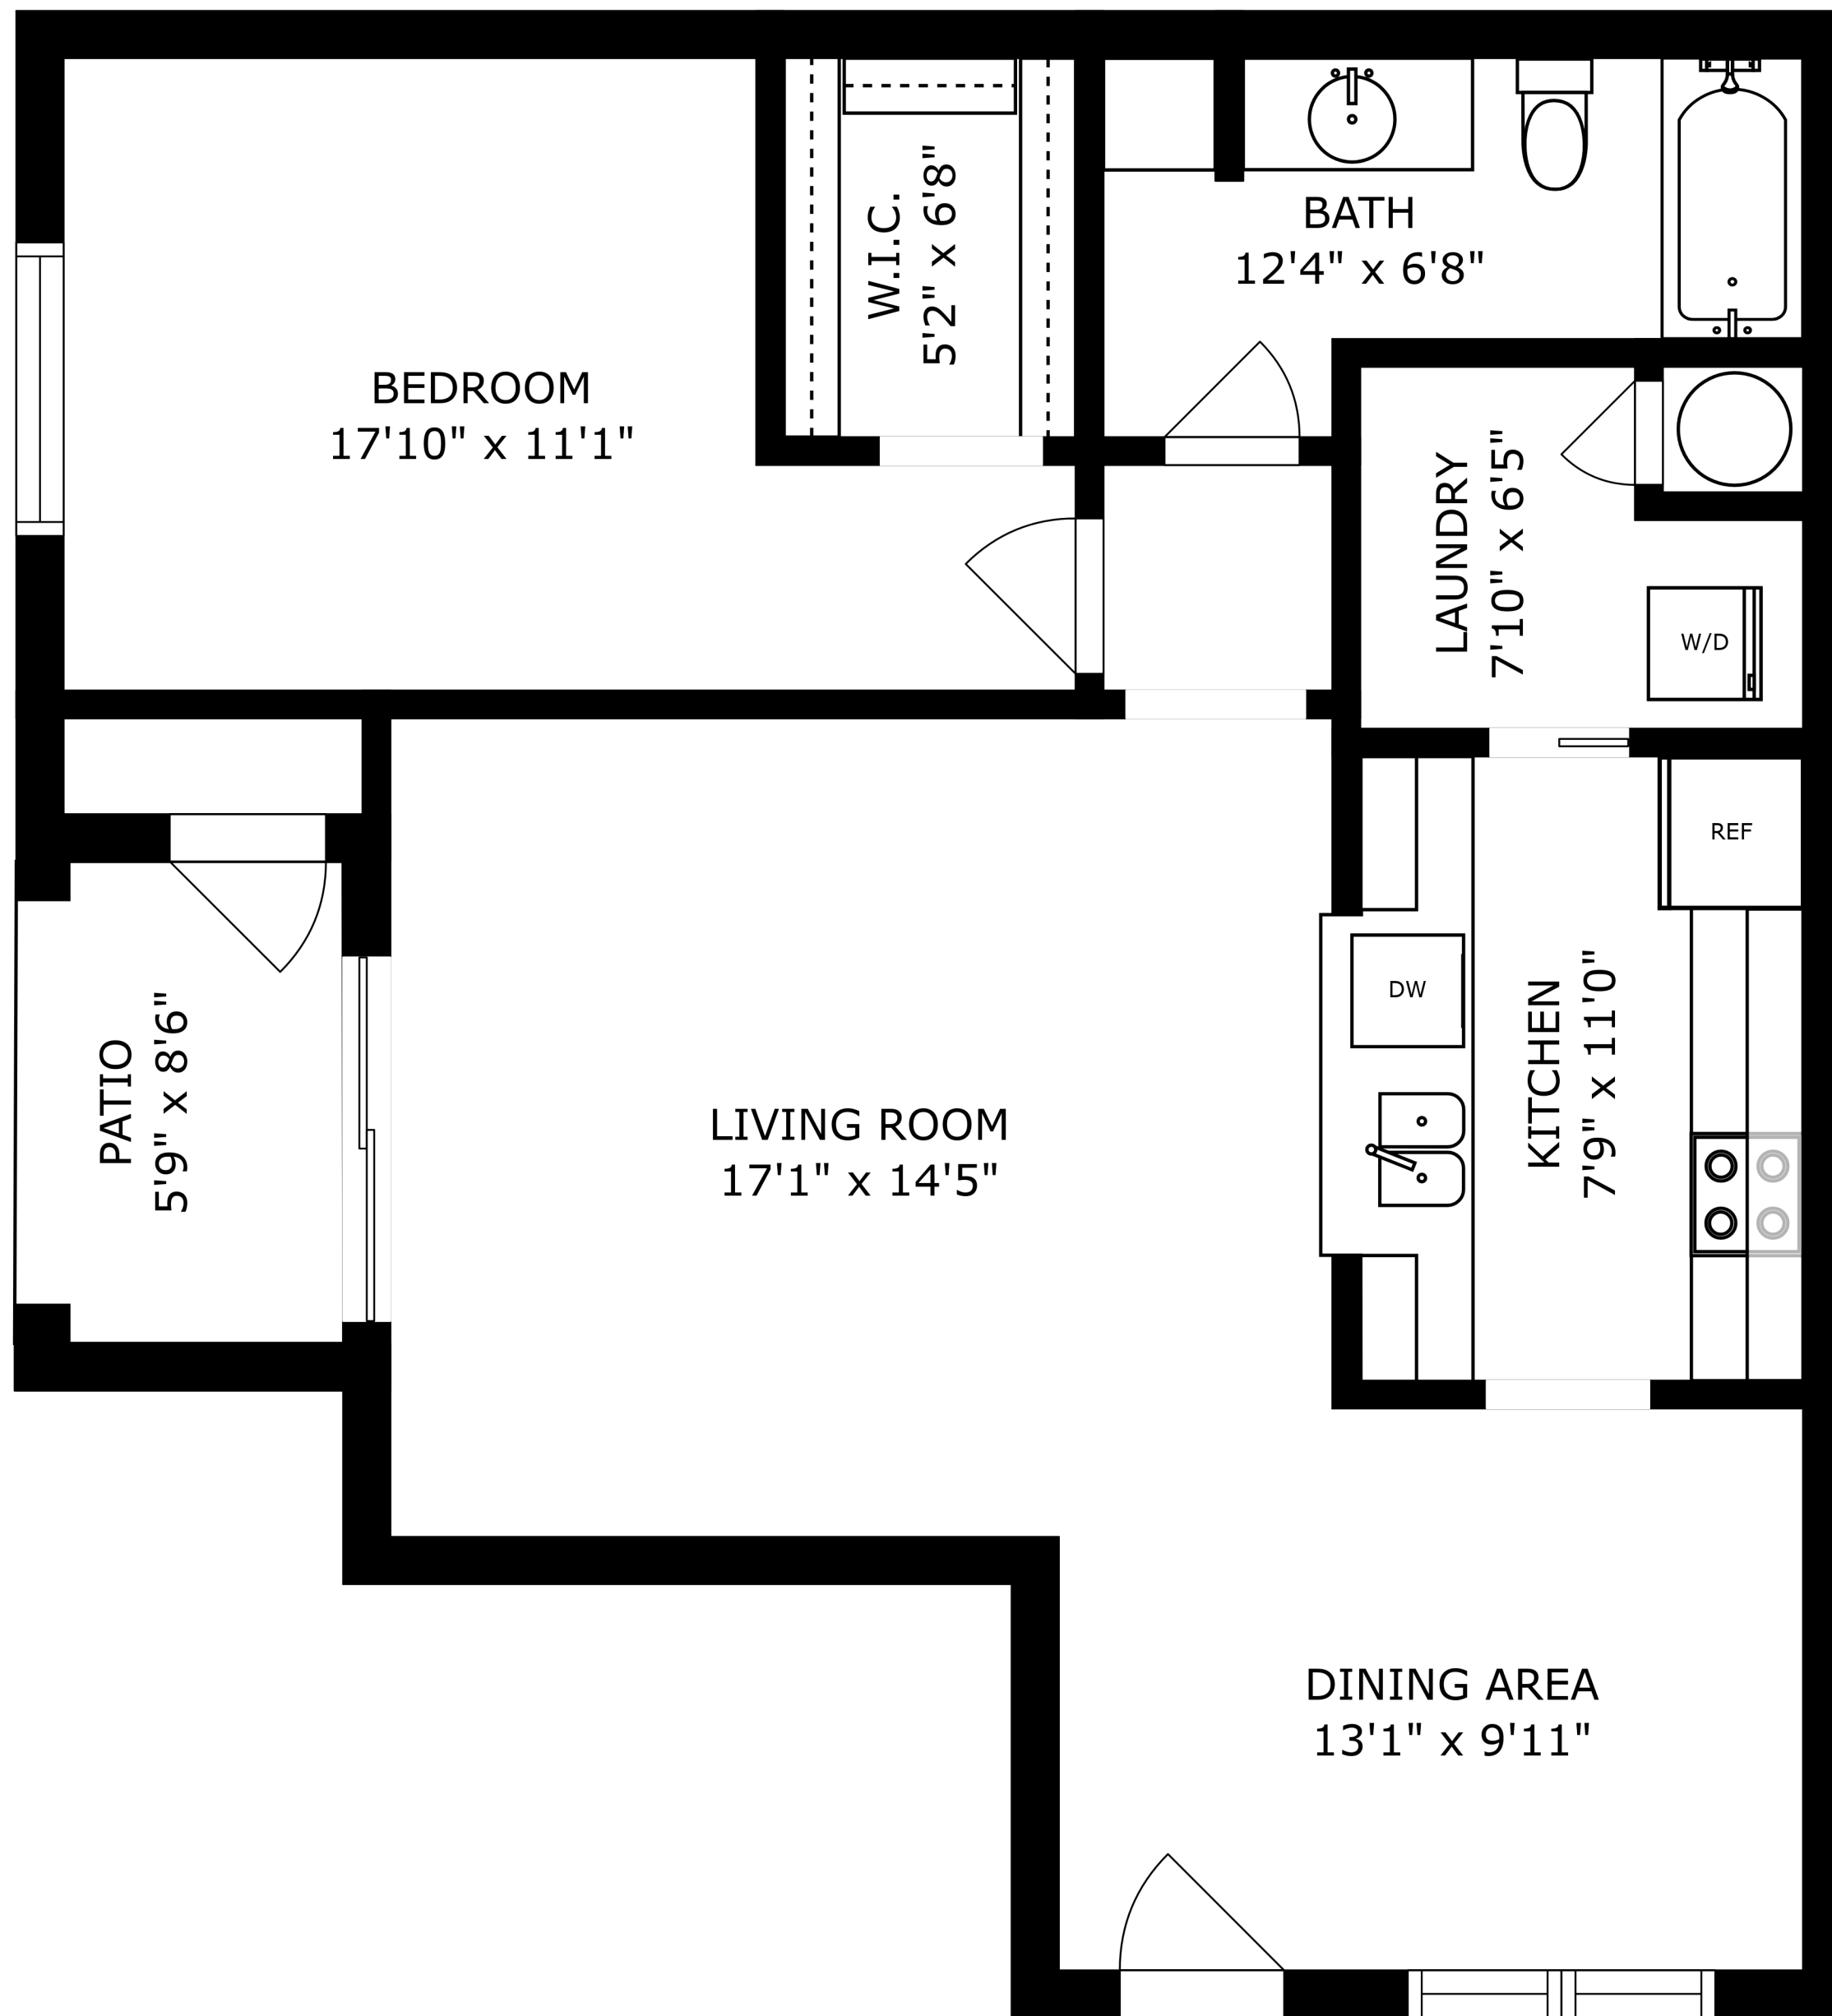 W.I.C.
5'2" x 6'8"
BATH
12'4" x 6'8"
BEDROOM
17'10" x 11'1"
LAUNDRY
7'10" x 6'5"
W/D
REF
DW
PATIO
5'9" x 8'6"
LIVING ROOM
17'1" x 14'5"
KITCHEN
7'9" x 11'0"
DINING AREA
13'1" x 9'11"